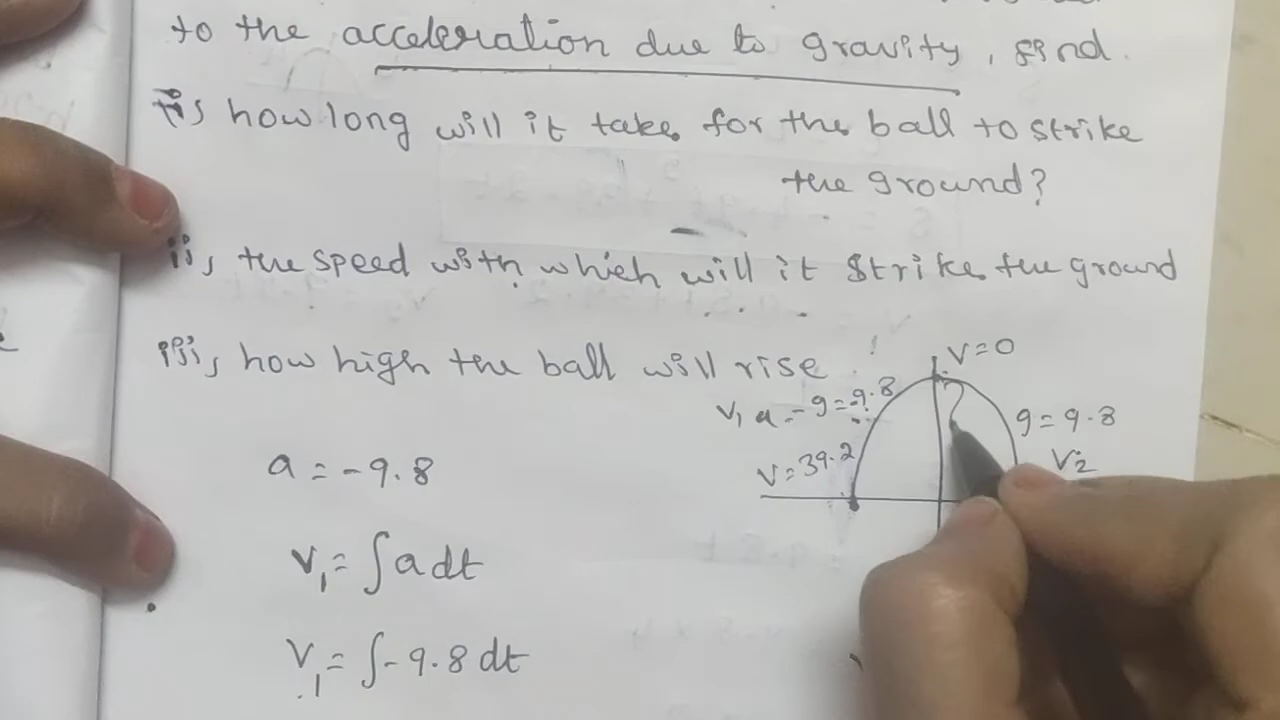 to the acceleration due to gravity, find
i, how long will it take for the ball to strike
the ground?
ii, the speed with which will it strike the ground
iii, how high the ball will rise
V=0
V, a = - g = -9.8
g = 9.8
V = 39.2
V2
a = -9.8
V1 = ∫ a dt
V1 = ∫ -9.8 dt